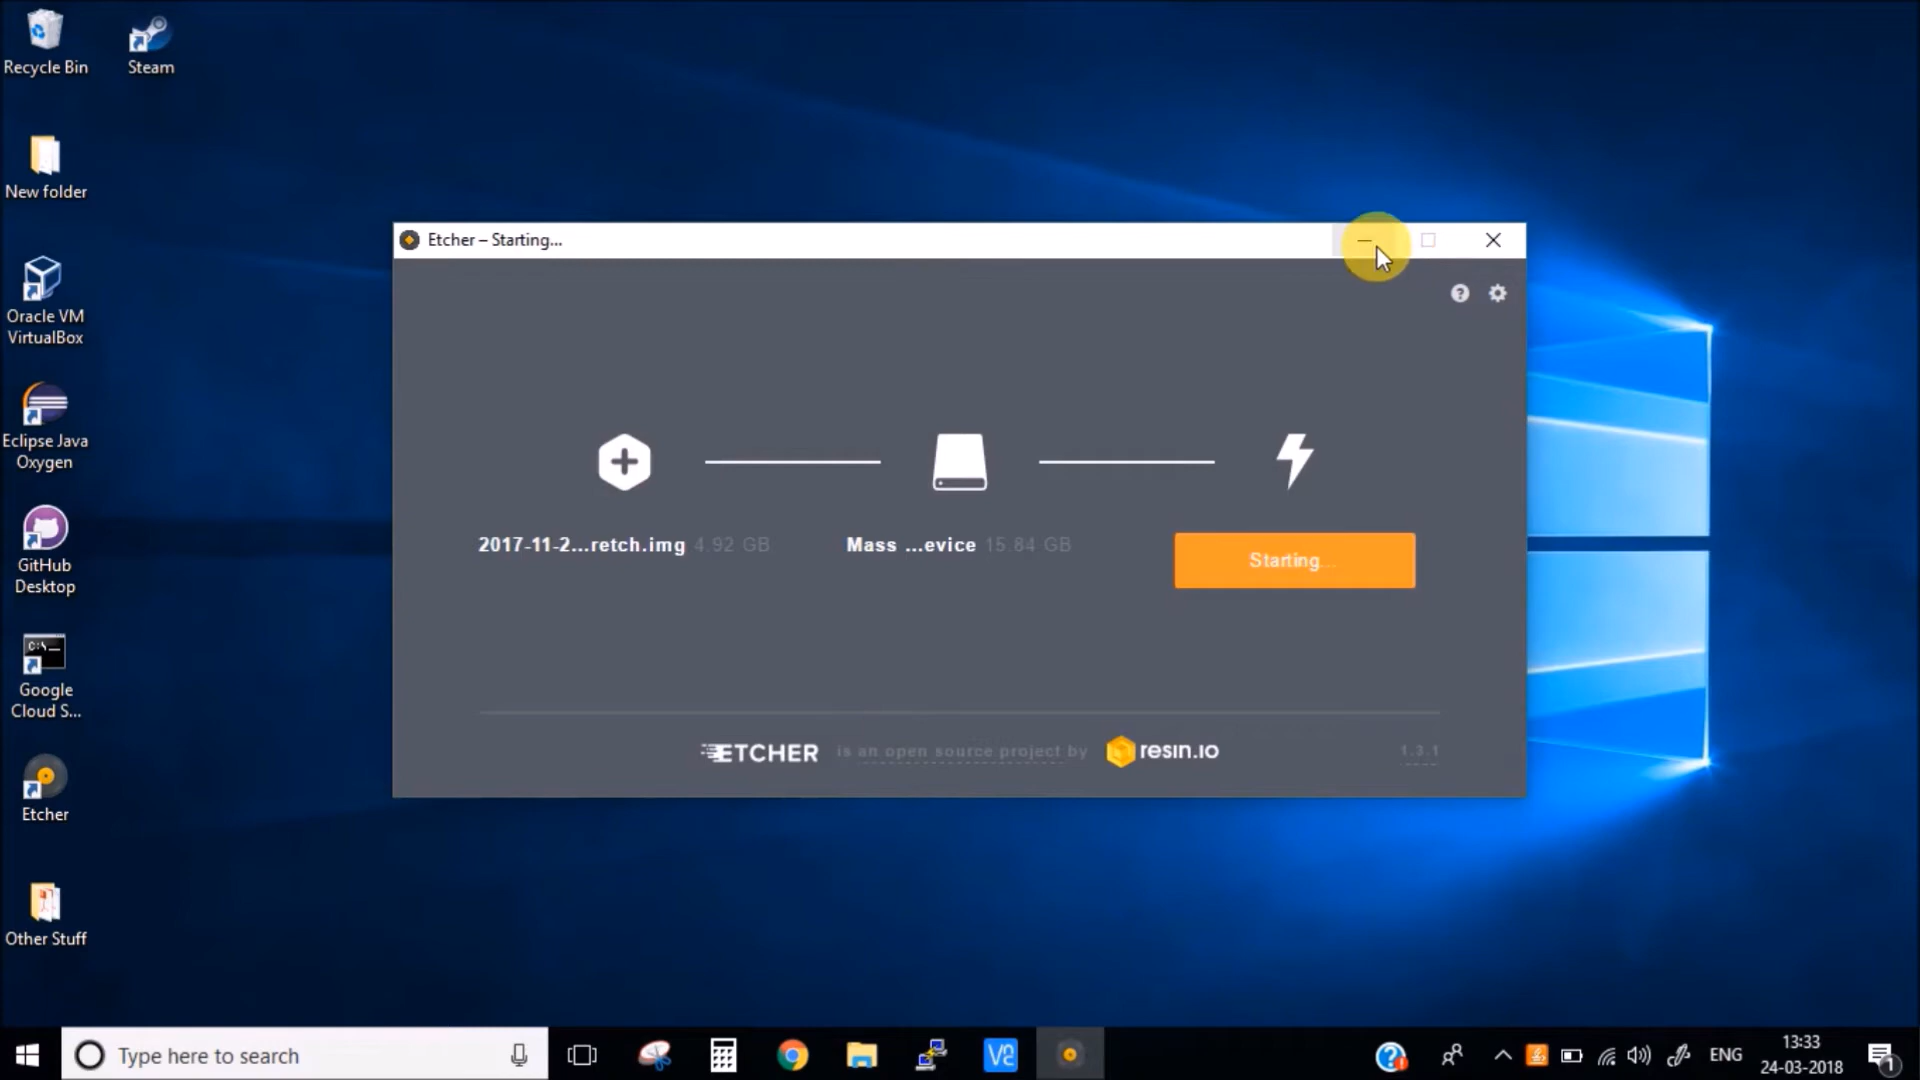 Recycle Bin
Steam
New folder
Oracle VM
VirtualBox
Eclipse Java
Oxygen
GitHub
Desktop
C:\_
Google
Cloud S...
Etcher
Other Stuff
Etcher – Starting...
2017-11-2...retch.img 4.92 GB
Mass ...evice 15.84 GB
Starting...
ETCHER is an open source project by resin.io
1.3.1
Type here to search
V2
ENG
13:33
24-03-2018
1